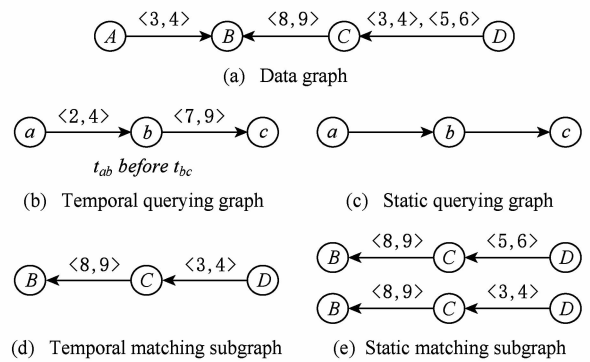 <3,4> <8,9> <3,4>,<5,6>
A B C D
(a) Data graph
<2,4> <7,9>
a b c a b c
t_ab before t_bc
(b) Temporal querying graph (c) Static querying graph
<8,9> <5,6>
B C D
<8,9> <3,4>
B C D
<8,9> <3,4>
B C D
(d) Temporal matching subgraph (e) Static matching subgraph